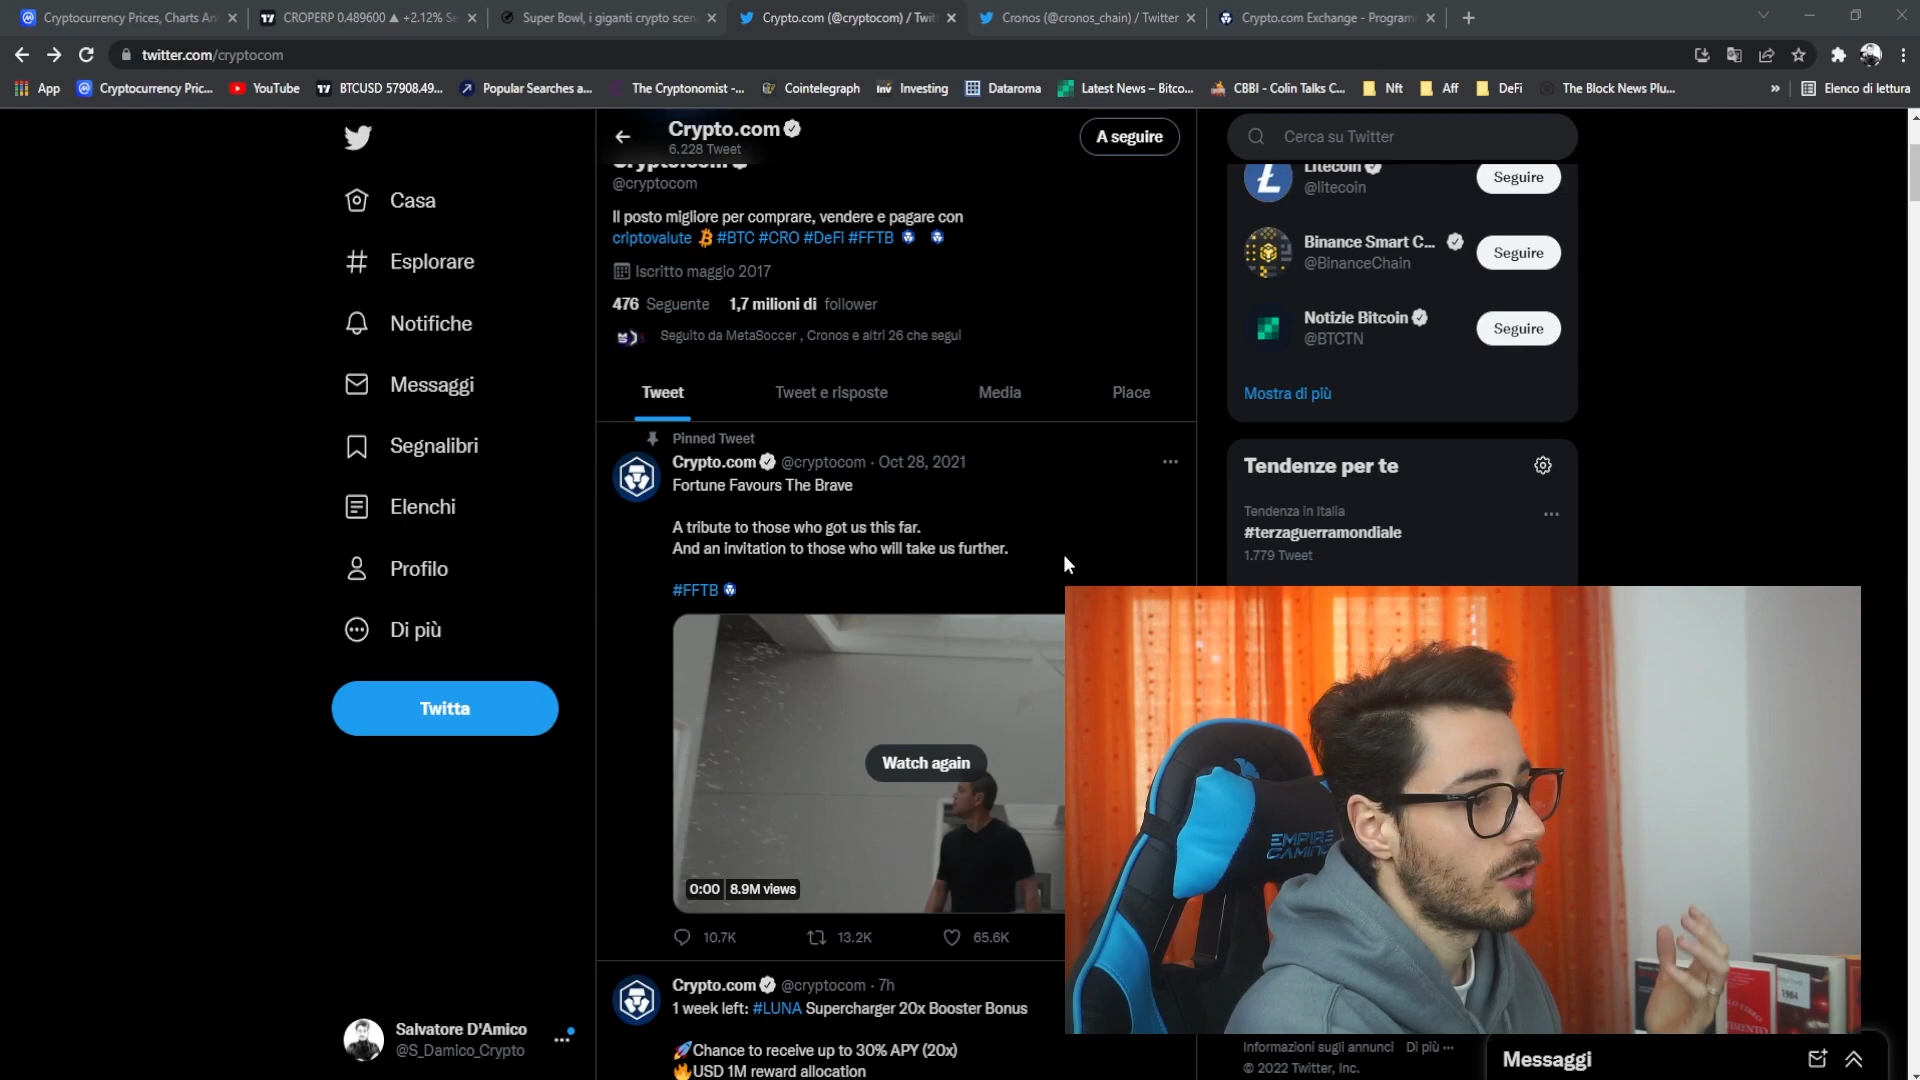 Cryptocurrency Prices, Charts An
CROPERP 0.489600 ▲ +2.12% Se
Super Bowl, i giganti crypto scen
Crypto.com (@cryptocom) / Twit
Cronos (@cronos_chain) / Twitter
Crypto.com Exchange - Program
twitter.com/cryptocom
App
Cryptocurrency Pric...
YouTube
BTCUSD 57908.49...
Popular Searches a...
The Cryptonomist -...
Cointelegraph
Investing
Dataroma
Latest News – Bitco...
CBBI - Colin Talks C...
Nft
Aff
DeFi
The Block News Plu...
»
Elenco di lettura
Casa
Esplorare
Notifiche
Messaggi
Segnalibri
Elenchi
Profilo
Di più
Twitta
Salvatore D'Amico
@S_Damico_Crypto
Crypto.com
6.228 Tweet
A seguire
Crypto.com
@cryptocom
Il posto migliore per comprare, vendere e pagare con
criptovalute #BTC #CRO #DeFi #FFTB
Iscritto maggio 2017
476 Seguente 1,7 milioni di follower
Seguito da MetaSoccer , Cronos e altri 26 che segui
Tweet
Tweet e risposte
Media
Piace
Pinned Tweet
Crypto.com @cryptocom · Oct 28, 2021
Fortune Favours The Brave
A tribute to those who got us this far.
And an invitation to those who will take us further.
#FFTB
Watch again
0:00 8.9M views
10.7K 13.2K 65.6K
Crypto.com @cryptocom · 7h
1 week left: #LUNA Supercharger 20x Booster Bonus
🚀Chance to receive up to 30% APY (20x)
🔥USD 1M reward allocation
Cerca su Twitter
Litecoin
@litecoin
Seguire
Binance Smart C...
@BinanceChain
Seguire
Notizie Bitcoin
@BTCTN
Seguire
Mostra di più
Tendenze per te
Tendenza in Italia
#terzaguerramondiale
1.779 Tweet
EMPIRE
GAMING
1984
Informazioni sugli annunci Di più ···
© 2022 Twitter, Inc.
Messaggi